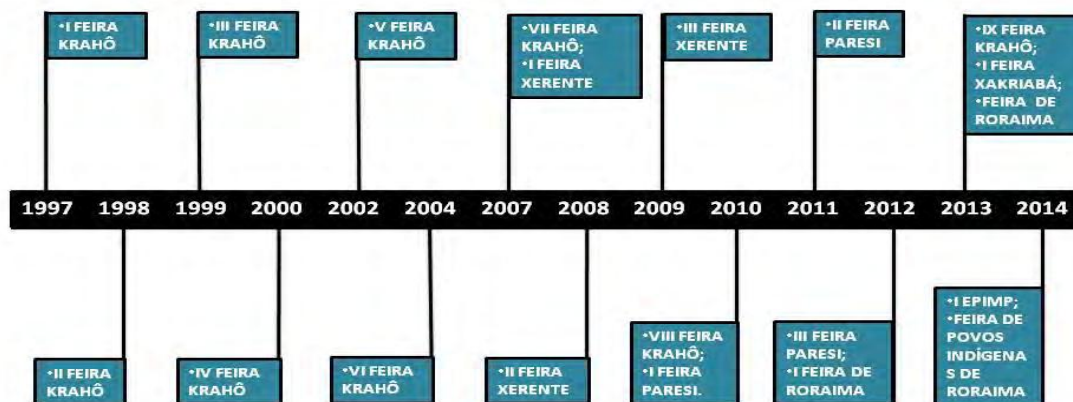 •I FEIRA
KRAHÔ
•III FEIRA
KRAHÔ
•V FEIRA
KRAHÔ
•VII FEIRA
KRAHÔ;
•I FEIRA
XERENTE
•III FEIRA
XERENTE
•II FEIRA
PARESI
•IX FEIRA
KRAHÔ;
•I FEIRA
XAKRIABÁ;
•FEIRA DE
RORAIMA
1997 1998 1999 2000 2002 2004 2007 2008 2009 2010 2011 2012 2013 2014
•II FEIRA
KRAHÔ
•IV FEIRA
KRAHÔ
•VI FEIRA
KRAHÔ
•II FEIRA
XERENTE
•VIII FEIRA
KRAHÔ;
•I FEIRA
PARESI.
•III FEIRA
PARESI;
•I FEIRA DE
RORAIMA
•I EPIMP;
•FEIRA DE
POVOS
INDÍGENA
S DE
RORAIMA